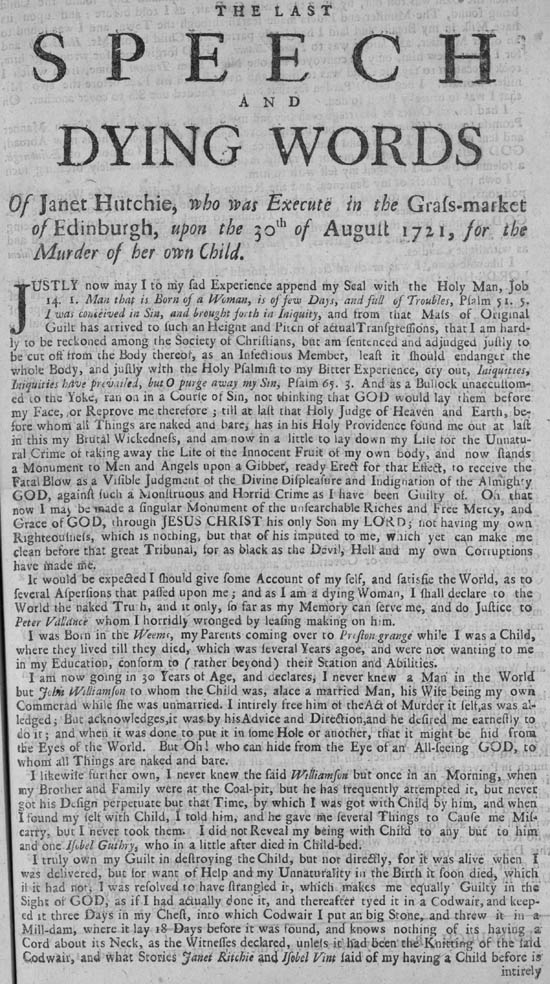 THE LAST
SPEECH
AND
DYING WORDS
Of Janet Hutchie, who was Execute in the Grass-market
of Edinburgh, upon the 30th of August 1721, for the
Murder of her own Child.
JUSTLY now may I to my sad Experience append my Seal with the Holy Man, Job
14. 1. Man that is Born of a Woman, is of few Days, and full of Troubles, Psalm 51. 5.
I was conceived in Sin, and brought forth in Iniquity, and from that Mass of Original
Guilt has arrived to such an Height and Pitch of actual Transgressions, that I am hard-
ly to be reckoned among the Society of Christians, but am sentenced and adjudged justly to
be cut off from the Body thereof, as an Infectious Member, least it should endanger the
whole Body, and justly with the Holy Psalmist to my Bitter Experience, cry out, Iniquities,
Iniquities have prevailed, but O purge away my Sin, Psalm 65. 3. And as a Bullock unaccustom-
ed to the Yoke, ran on in a Course of Sin, not thinking that GOD would lay them before
my Face, or Reprove me therefore; till at last that Holy Judge of Heaven and Earth, be-
fore whom all Things are naked and bare, has in his Holy Providence found me out at last
in this my Brutal Wickedness, and am now in a little to lay down my Life for the Unnatu-
ral Crime of taking away the Life of the Innocent Fruit of my own body, and now stands
a Monument to Men and Angels upon a Gibbet, ready Erect for that Effect, to receive the
Fatal Blow as a Visible Judgment of the Divine Displeasure and Indignation of the Almighty
GOD, against such a Monstruous and Horrid Crime as I have been Guilty of. Oh that
now I may be made a singular Monument of the unsearchable Riches and Free Mercy, and
Grace of GOD, through JESUS CHRIST his only Son my LORD; not having my own
Righteousness, which is nothing, but that of his imputed to me, which yet can make me
clean before that great Tribunal, for as black as the Devil, Hell and my own Corruptions
have made me.
It would be expected I should give some Account of my self, and satisfie the World, as to
several Aspersions that passed upon me; and as I am a dying Woman, I shall declare to the
World the naked Truth, and it only, so far as my Memory can serve me, and do Justice to
Peter Vallance whom I horridly wronged by leasing making on him.
I was Born in the Weems, my Parents coming over to Preston-grange while I was a Child,
where they lived till they died, which was several Years agoe, and were not wanting to me
in my Education, conform to (rather beyond) their Station and Abilities.
I am now going in 30 Years of Age, and declares, I never knew a Man in the World
but John Williamson to whom the Child was, alace a married Man, his Wife being my own
Commerad while she was unmarried. I intirely free him of the Act of Murder it self,as was al-
ledged; But acknowledges,it was by his Advice and Direction,and he desired me earnestly to
do it; and when it was done to put it in some Hole or another, that it might be hid from
the Eyes of the World. But Oh! who can hide from the Eye of an All-seeing GOD, to
whom all Things are naked and bare.
I likewise further own, I never knew the said Williamson but once in an Morning, when
my Brother and Family were at the Coal-pit, but he has frequently attempted it, but never
got his Design perpetuate but that Time, by which I was got with Child by him, and when
I found my self with Child, I told him, and he gave me several Things to Cause me Mis-
carry, but I never took them. I did not Reveal my being with Child to any but to him
and one Isobel Guthry, who in a little after died in Child-bed.
I truly own my Guilt in destroying the Child, but not directly, for it was alive when I
was delivered, but for want of Help and my Unnaturality in the Birth it soon died, which
if it had not, I was resolved to have strangled it, which makes me equally Guilty in the
Sight of GOD, as if I had actually done it, and thereafter tyed it in a Codwair, and keep-
ed it three Days in my Chest, into which Codwair I put an big Stone, and threw it in a
Mill-dam, where it lay 18 Days before it was found, and knows nothing of its having a
Cord about its Neck, as the Witnesses declared, unless it had been the Knitting of the said
Codwair, and what Stories Janet Ritchie and Isobel Vint said of my having a Child before is
intirely